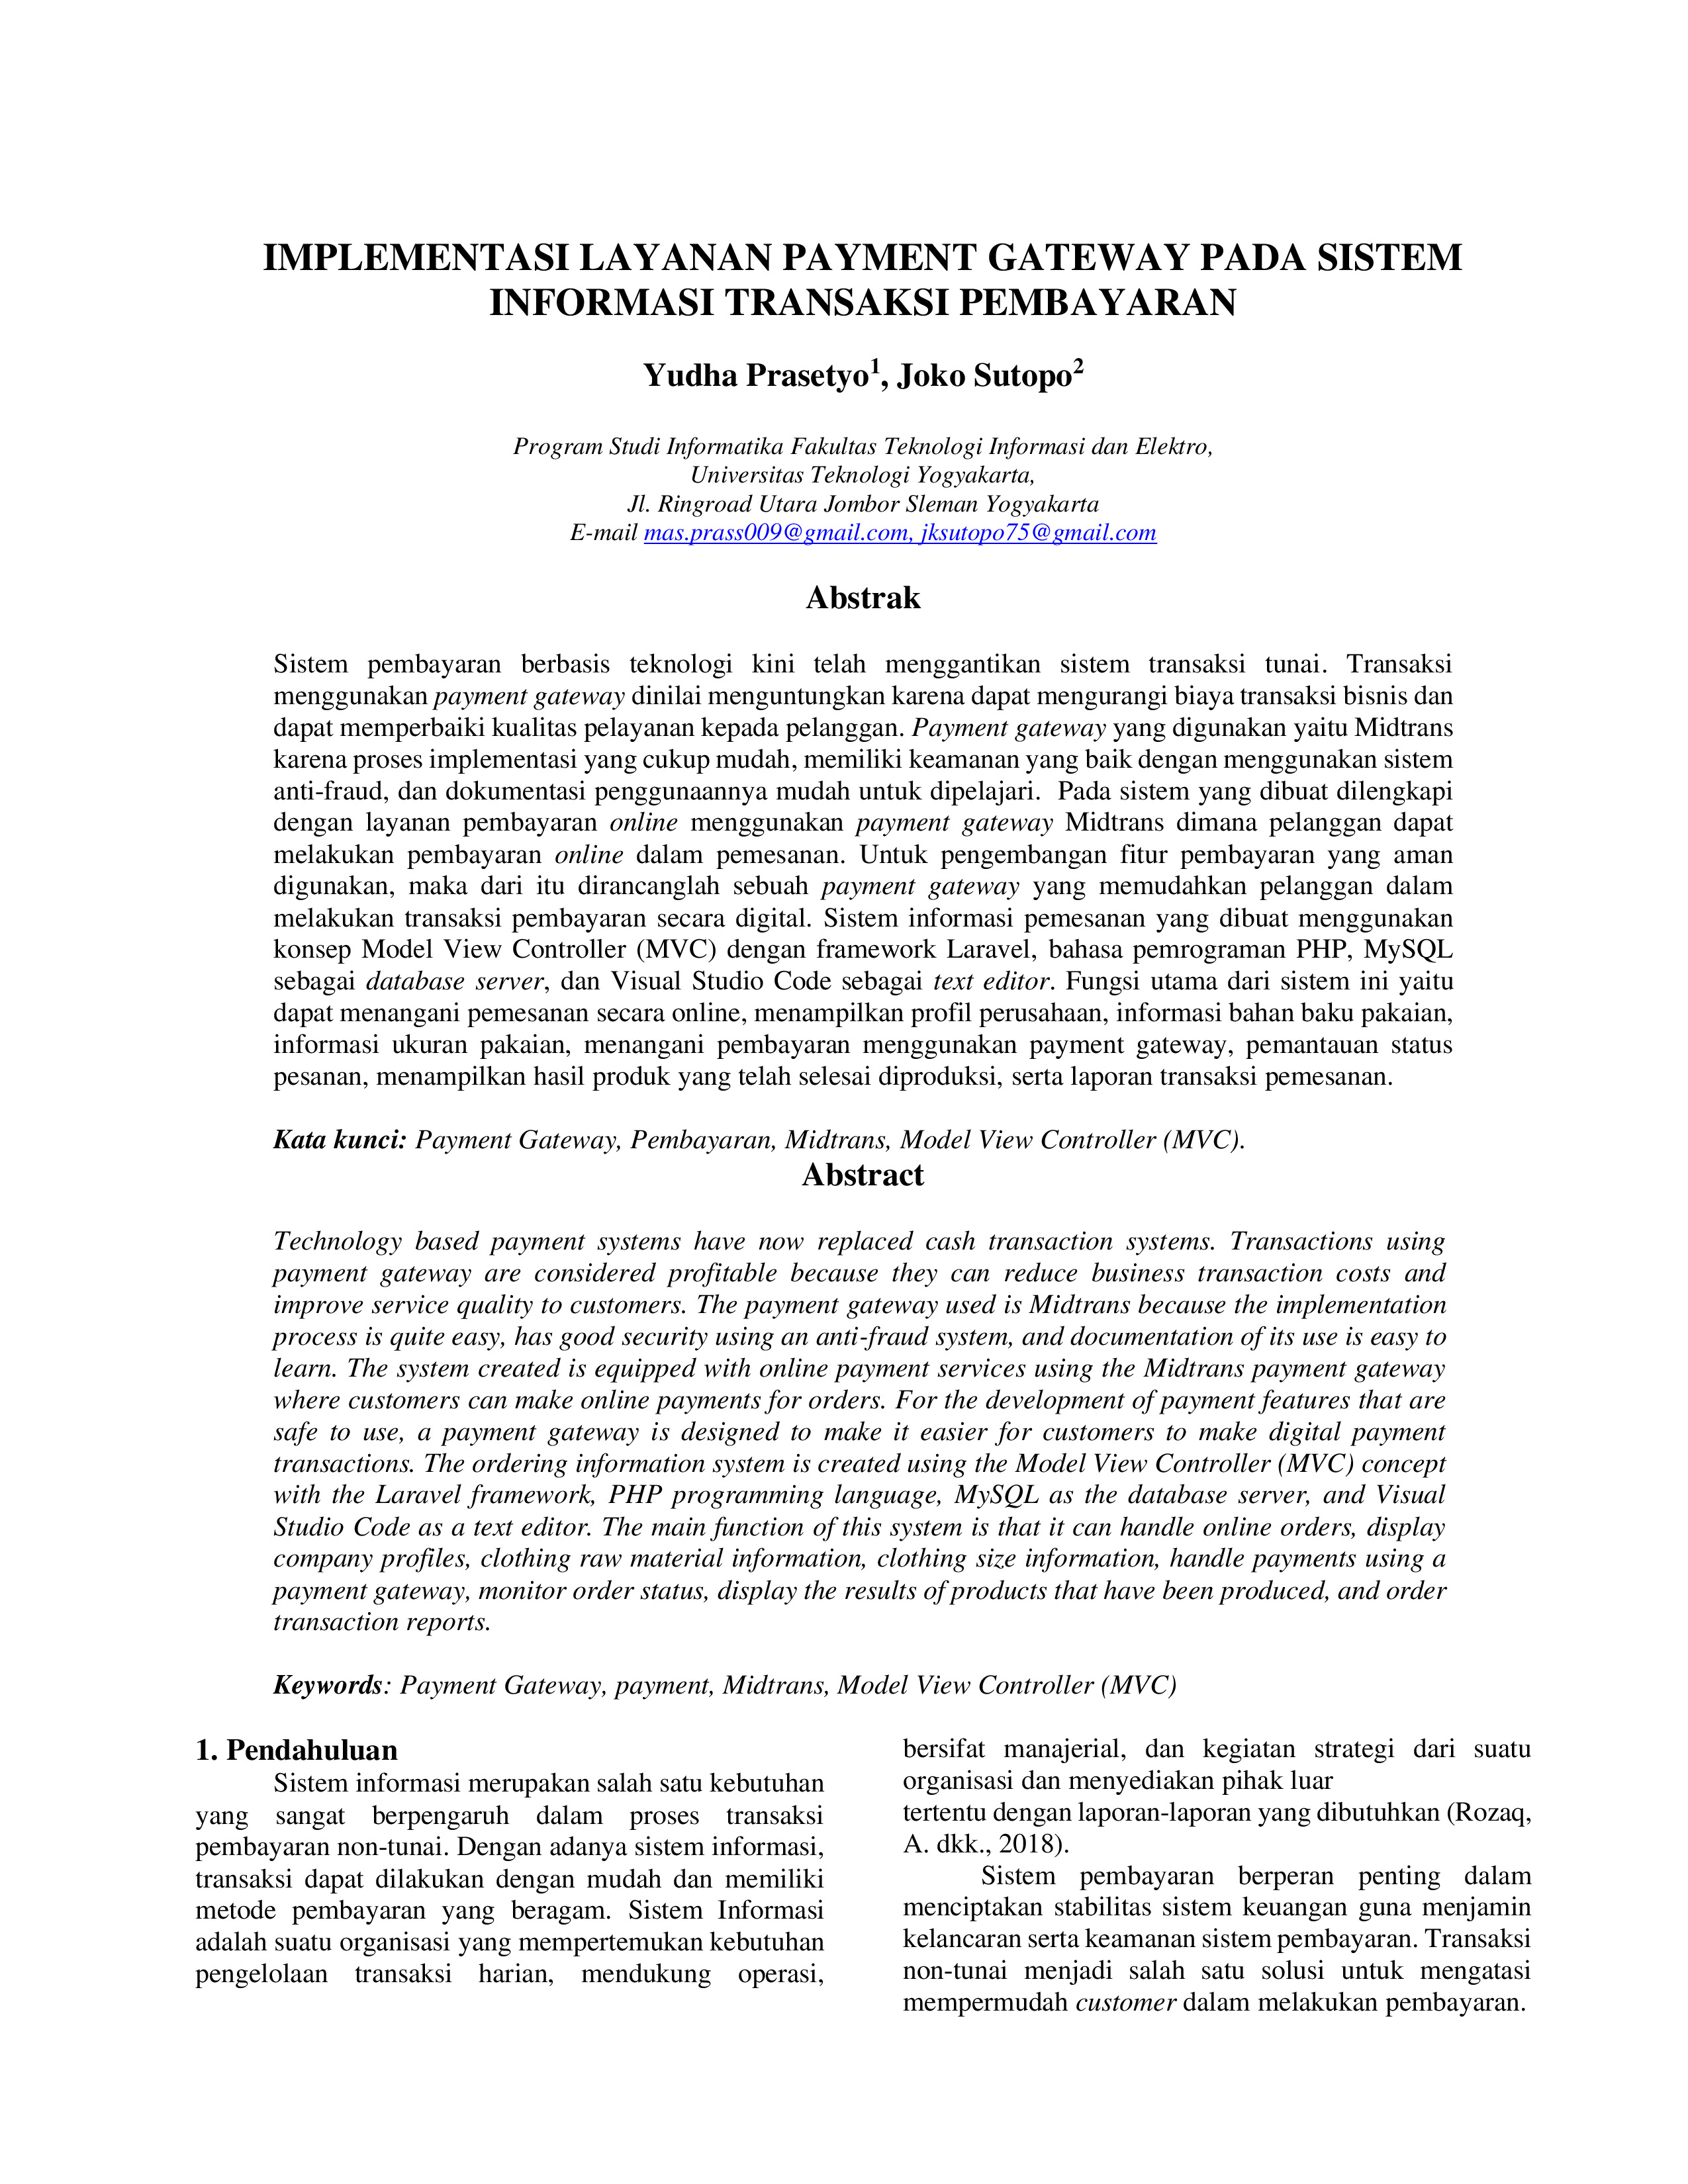 IMPLEMENTASI LAYANAN PAYMENT GATEWAY PADA SISTEM
INFORMASI TRANSAKSI PEMBAYARAN
Yudha Prasetyo1, Joko Sutopo2
Program Studi Informatika Fakultas Teknologi Informasi dan Elektro,
Universitas Teknologi Yogyakarta,
Jl. Ringroad Utara Jombor Sleman Yogyakarta
E-mail mas.prass009@gmail.com, jksutopo75@gmail.com
Abstrak
Sistem pembayaran berbasis teknologi kini telah menggantikan sistem transaksi tunai. Transaksi
menggunakan payment gateway dinilai menguntungkan karena dapat mengurangi biaya transaksi bisnis dan
dapat memperbaiki kualitas pelayanan kepada pelanggan. Payment gateway yang digunakan yaitu Midtrans
karena proses implementasi yang cukup mudah, memiliki keamanan yang baik dengan menggunakan sistem
anti-fraud, dan dokumentasi penggunaannya mudah untuk dipelajari. Pada sistem yang dibuat dilengkapi
dengan layanan pembayaran online menggunakan payment gateway Midtrans dimana pelanggan dapat
melakukan pembayaran online dalam pemesanan. Untuk pengembangan fitur pembayaran yang aman
digunakan, maka dari itu dirancanglah sebuah payment gateway yang memudahkan pelanggan dalam
melakukan transaksi pembayaran secara digital. Sistem informasi pemesanan yang dibuat menggunakan
konsep Model View Controller (MVC) dengan framework Laravel, bahasa pemrograman PHP, MySQL
sebagai database server, dan Visual Studio Code sebagai text editor. Fungsi utama dari sistem ini yaitu
dapat menangani pemesanan secara online, menampilkan profil perusahaan, informasi bahan baku pakaian,
informasi ukuran pakaian, menangani pembayaran menggunakan payment gateway, pemantauan status
pesanan, menampilkan hasil produk yang telah selesai diproduksi, serta laporan transaksi pemesanan.
Kata kunci: Payment Gateway, Pembayaran, Midtrans, Model View Controller (MVC).
Abstract
Technology based payment systems have now replaced cash transaction systems. Transactions using
payment gateway are considered profitable because they can reduce business transaction costs and
improve service quality to customers. The payment gateway used is Midtrans because the implementation
process is quite easy, has good security using an anti-fraud system, and documentation of its use is easy to
learn. The system created is equipped with online payment services using the Midtrans payment gateway
where customers can make online payments for orders. For the development of payment features that are
safe to use, a payment gateway is designed to make it easier for customers to make digital payment
transactions. The ordering information system is created using the Model View Controller (MVC) concept
with the Laravel framework, PHP programming language, MySQL as the database server, and Visual
Studio Code as a text editor. The main function of this system is that it can handle online orders, display
company profiles, clothing raw material information, clothing size information, handle payments using a
payment gateway, monitor order status, display the results of products that have been produced, and order
transaction reports.
Keywords: Payment Gateway, payment, Midtrans, Model View Controller (MVC)
1. Pendahuluan
Sistem informasi merupakan salah satu kebutuhan
yang sangat berpengaruh dalam proses transaksi
pembayaran non-tunai. Dengan adanya sistem informasi,
transaksi dapat dilakukan dengan mudah dan memiliki
metode pembayaran yang beragam. Sistem Informasi
adalah suatu organisasi yang mempertemukan kebutuhan
pengelolaan transaksi harian, mendukung operasi,
bersifat manajerial, dan kegiatan strategi dari suatu
organisasi dan menyediakan pihak luar
tertentu dengan laporan-laporan yang dibutuhkan (Rozaq,
A. dkk., 2018).
Sistem pembayaran berperan penting dalam
menciptakan stabilitas sistem keuangan guna menjamin
kelancaran serta keamanan sistem pembayaran. Transaksi
non-tunai menjadi salah satu solusi untuk mengatasi
mempermudah customer dalam melakukan pembayaran.